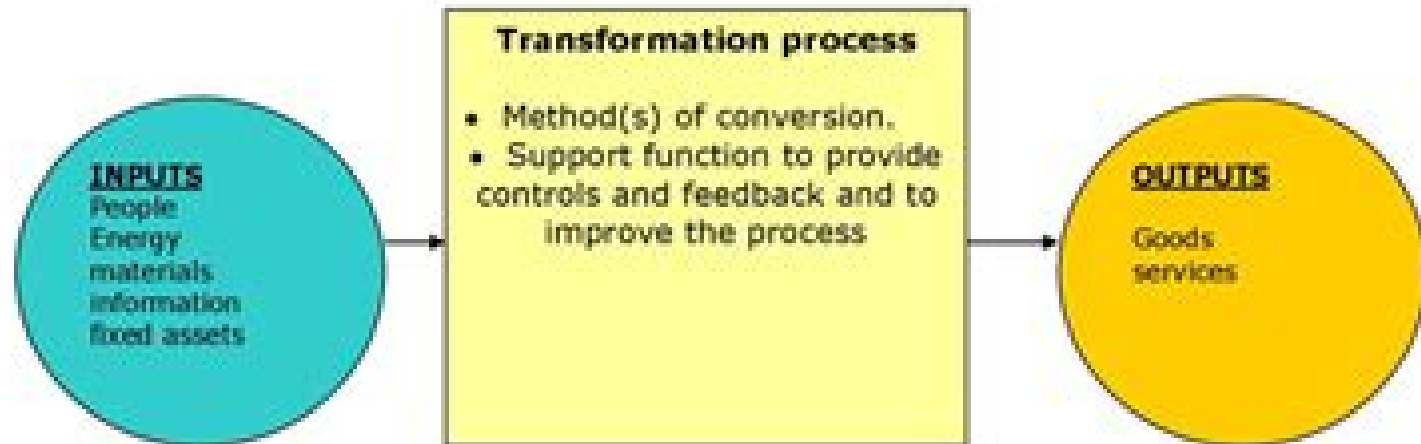 Transformation process
• Method(s) of conversion.
• Support function to provide
controls and feedback and to
improve the process
INPUTS
People
Energy
materials
information
fixed assets
OUTPUTS
Goods
services